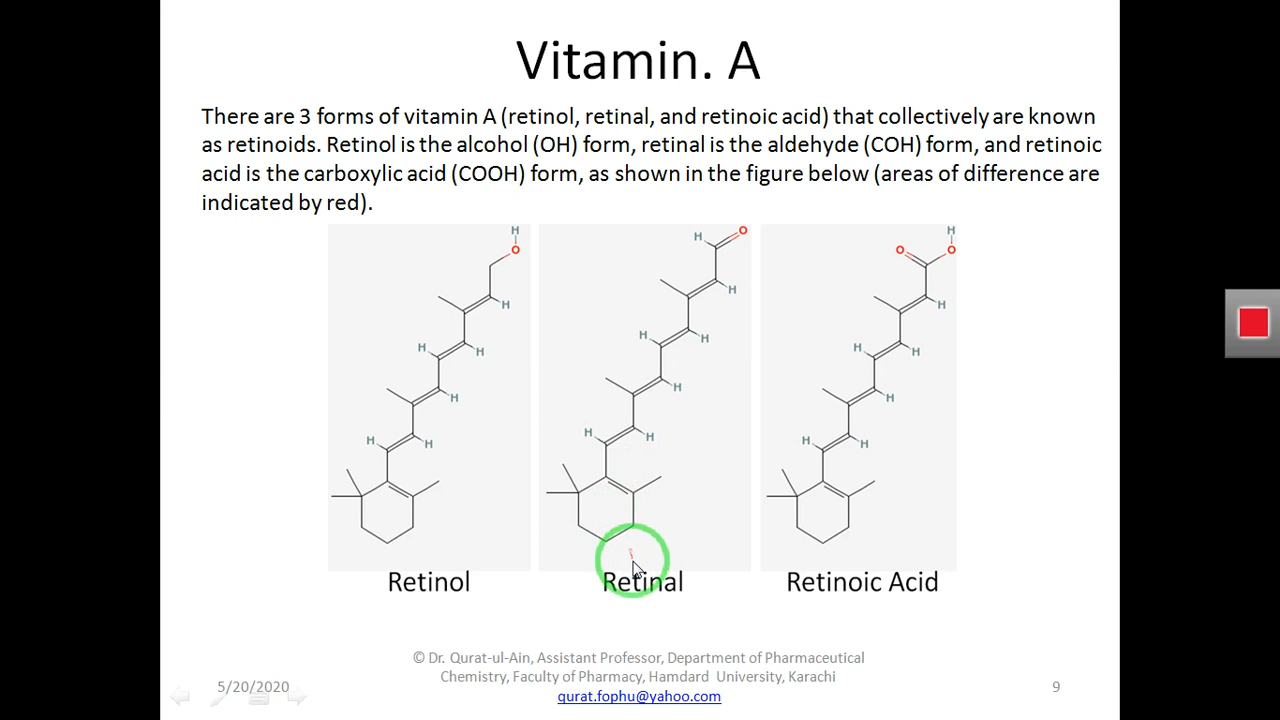 Vitamin. A
There are 3 forms of vitamin A (retinol, retinal, and retinoic acid) that collectively are known
as retinoids. Retinol is the alcohol (OH) form, retinal is the aldehyde (COH) form, and retinoic
acid is the carboxylic acid (COOH) form, as shown in the figure below (areas of difference are
indicated by red).
H
O
H
H
H
H
H
H
H
O
H
H
H
H
H
H
H
O
O
H
H
H
H
H
H
Retinol
Retinal
Retinoic Acid
© Dr. Qurat-ul-Ain, Assistant Professor, Department of Pharmaceutical
Chemistry, Faculty of Pharmacy, Hamdard University, Karachi
qurat.fophu@yahoo.com
5/20/2020
9